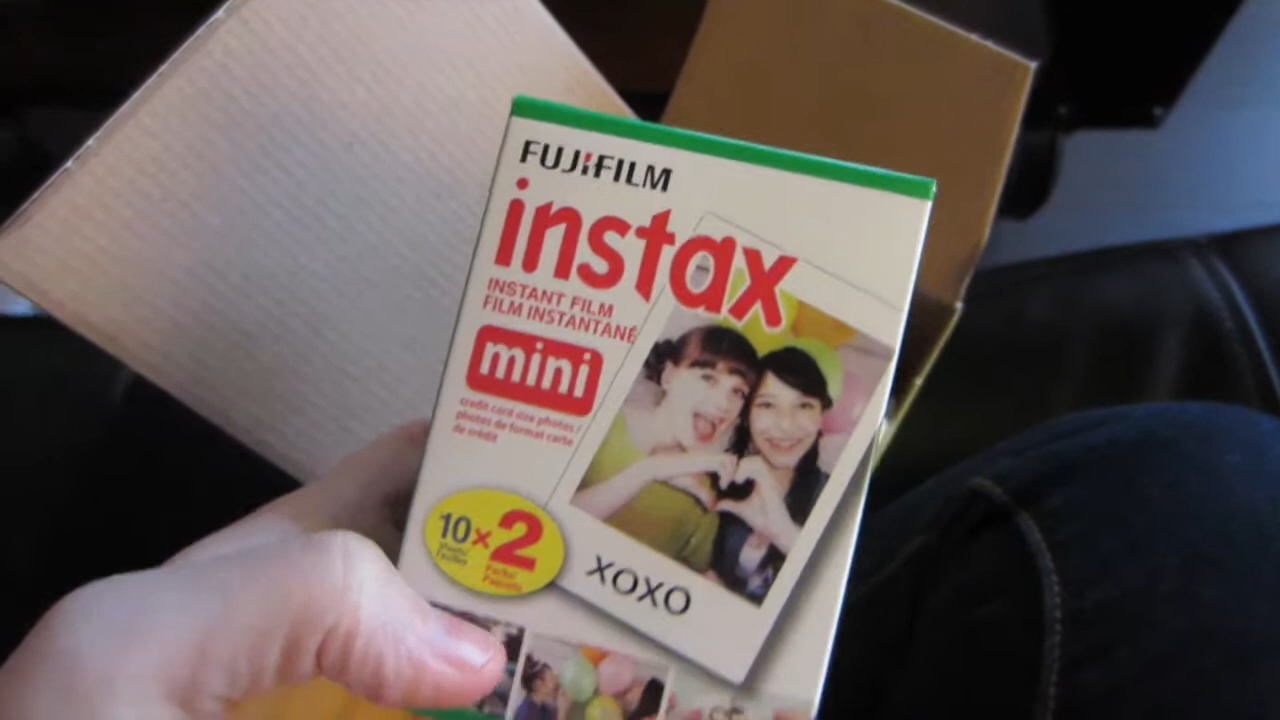 FUJIFILM
instax
INSTANT FILM
FILM INSTANTANÉ
mini
credit card size photos /
photos de format carte
de crédit
10 x 2
XOXO